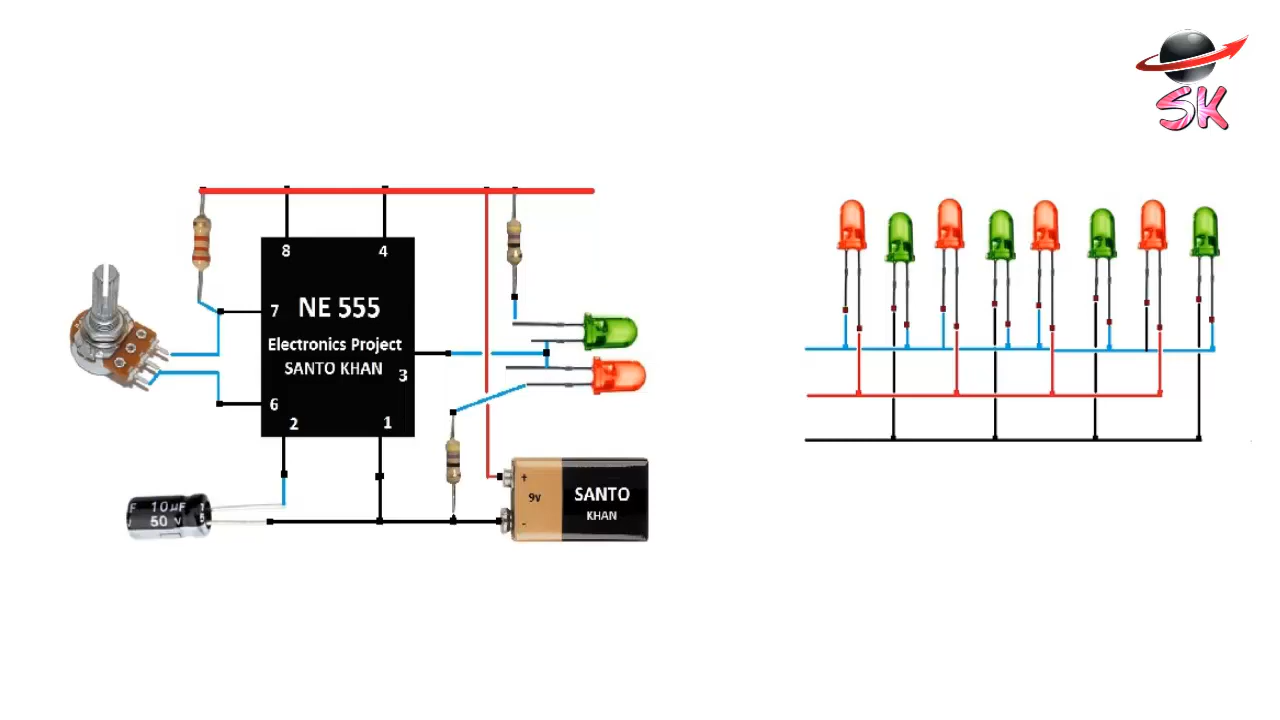 SK
8
4
7
NE 555
Electronics Project
SANTO KHAN
3
6
2
1
10µF
50 v
+
9v
-
SANTO
KHAN